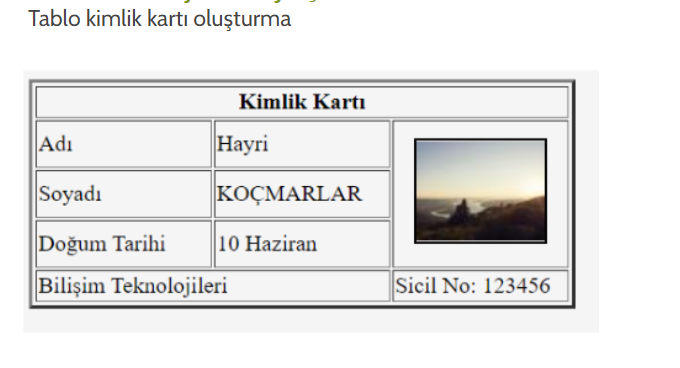 Tablo kimlik kartı oluşturma
Kimlik Kartı
Adı Hayri
Soyadı KOÇMARLAR
Doğum Tarihi 10 Haziran
Bilişim Teknolojileri Sicil No: 123456